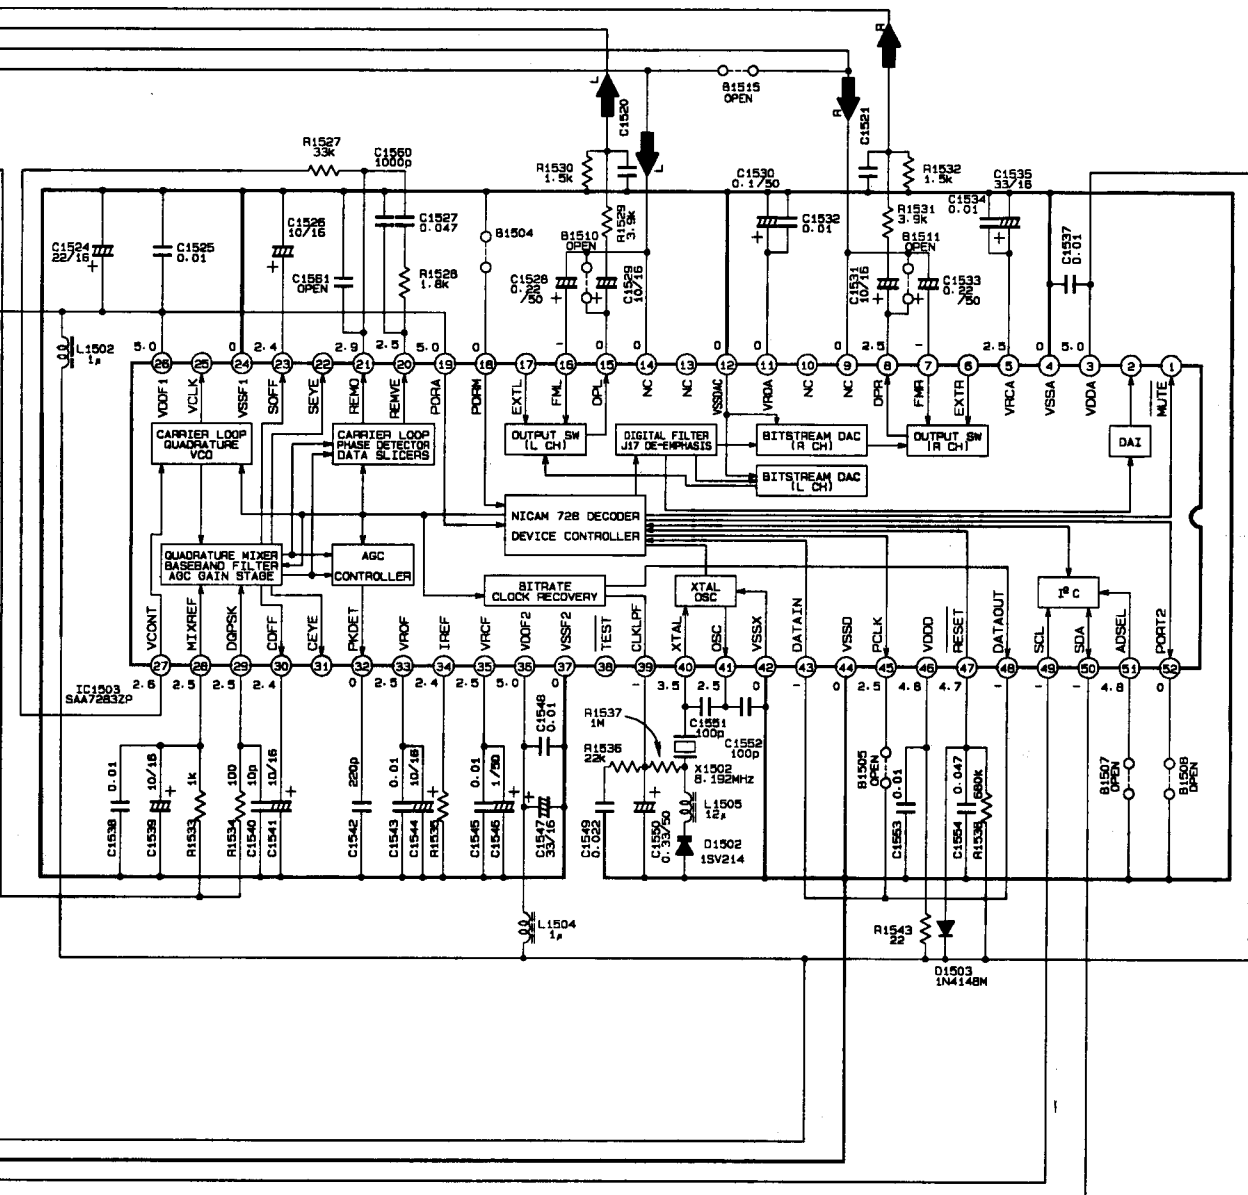 R
L
B1515
OPEN
C1520
R
C1521
R1527
33k
C1560
1000p
R1530
1.5k
L
C1530
0.1/50
R1532
1.5k
C1535
33/16
C1534
0.01
C1524
22/16
+
C1525
0.01
C1526
10/16
+
C1561
OPEN
C1527
0.047
R1528
1.8k
B1504
B1510
OPEN
R1529
3.9k
C1528
0.22
/50
+
+
C1529
10/16
C1532
0.01
+
R1531
3.9k
B1511
OPEN
C1531
10/16
+
+
C1533
0.22
/50
+
C1537
0.01
L1502
1μ
5.0
0
2.4
2.9
2.5
5.0
0
-
0
0
0
0
0
2.5
-
2.5
0
5.0
26
25
24
23
22
21
20
19
18
17
16
15
14
13
12
11
10
9
8
7
6
5
4
3
2
1
VDDF1
VCLK
VSSF1
SOFF
SEYE
REMO
REMVE
PORA
PORM
EXTL
FML
OPL
NC
NC
VSSDAC
VROA
NC
NC
OPR
FMR
EXTR
VRCA
VSSA
VDDA
MUTE
CARRIER LOOP
QUADRATURE
VCO
CARRIER LOOP
PHASE DETECTOR
DATA SLICERS
OUTPUT SW
(L CH)
DIGITAL FILTER
J17 DE-EMPHASIS
BITSTREAM DAC
(R CH)
OUTPUT SW
(R CH)
DAI
BITSTREAM DAC
(L CH)
NICAM 728 DECODER
DEVICE CONTROLLER
QUADRATURE MIXER
BASEBAND FILTER
AGC GAIN STAGE
AGC
CONTROLLER
BITRATE
CLOCK RECOVERY
XTAL
OSC
I²C
VCONT
MIXREF
DQPSK
COFF
CEYE
PKDET
VROF
IREF
VRCF
VDDF2
VSSF2
TEST
CLKLPF
XTAL
OSC
VSSX
DATAIN
VSSD
PCLK
VDDD
RESET
DATAOUT
SCL
SDA
ADSEL
PORT2
27
28
29
30
31
32
33
34
35
36
37
38
39
40
41
42
43
44
45
46
47
48
49
50
51
52
2.6
2.5
2.5
2.4
2.5
2.4
2.5
5.0
0
-
3.5
2.5
0
-
0
2.5
4.8
4.7
-
-
-
4.8
0
IC1503
SAA7283ZP
C1548
0.01
R1537
1M
C1551
100p
C1552
100p
R1536
22K
X1502
8.192MHz
L1505
12μ
D1502
1SV214
B1505
OPEN
B1507
OPEN
B1508
OPEN
C1538
0.01
C1539
10/16
+
R1533
1k
R1534
100
C1540
10p
C1541
10/16
+
C1542
220p
C1543
0.01
C1544
10/16
+
R1535
C1545
0.01
C1546
1/50
+
C1547
33/16
+
C1549
0.022
C1550
0.33/50
+
C1553
0.01
C1554
0.047
R1538
680k
L1504
1μ
R1543
22
D1503
1N4148M